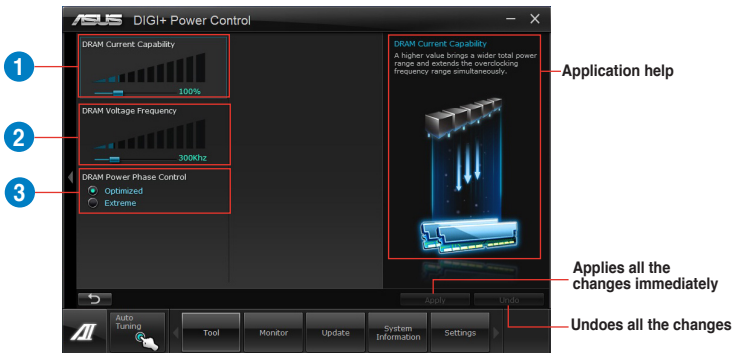 ASUS DIGI+ Power Control
1
DRAM Current Capability
100%
2
DRAM Voltage Frequency
300Khz
3
DRAM Power Phase Control
Optimized
Extreme
DRAM Current Capability
A higher value brings a wider total power
range and extends the overclocking
frequency range simultaneously.
Application help
Apply
Undo
Applies all the
changes immediately
Undoes all the changes
AI
Auto
Tuning
Tool
Monitor
Update
System
Information
Settings